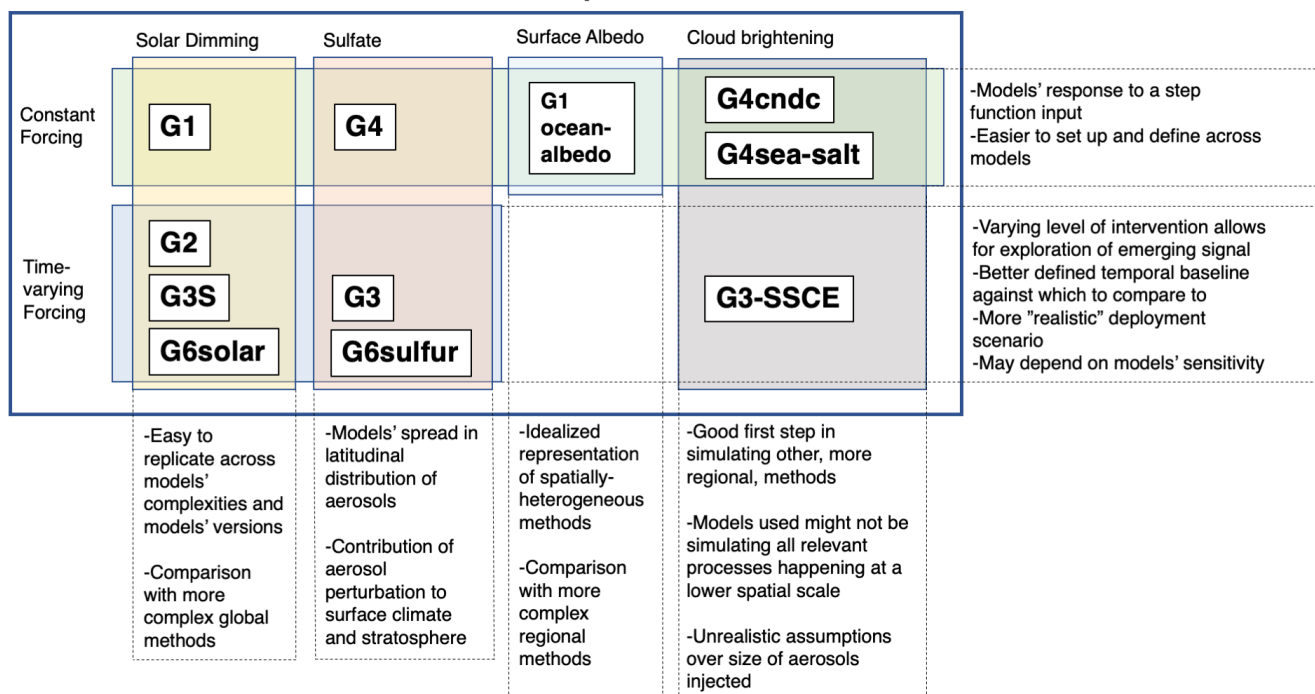 Solar Dimming
Sulfate
Surface Albedo
Cloud brightening
Constant
Forcing
G1
G4
G1
ocean-
albedo
G4cndc
G4sea-salt
-Models' response to a step
function input
-Easier to set up and define across
models
Time-
varying
Forcing
G2
G3S
G6solar
G3
G6sulfur
G3-SSCE
-Varying level of intervention allows
for exploration of emerging signal
-Better defined temporal baseline
against which to compare to
-More "realistic" deployment
scenario
-May depend on models' sensitivity
-Easy to
replicate across
models'
complexities and
models' versions
-Comparison
with more
complex global
methods
-Models' spread in
latitudinal
distribution of
aerosols
-Contribution of
aerosol
perturbation to
surface climate
and stratosphere
-Idealized
representation
of spatially-
heterogeneous
methods
-Comparison
with more
complex
regional
methods
-Good first step in
simulating other, more
regional, methods
-Models used might not be
simulating all relevant
processes happening at a
lower spatial scale
-Unrealistic assumptions
over size of aerosols
injected